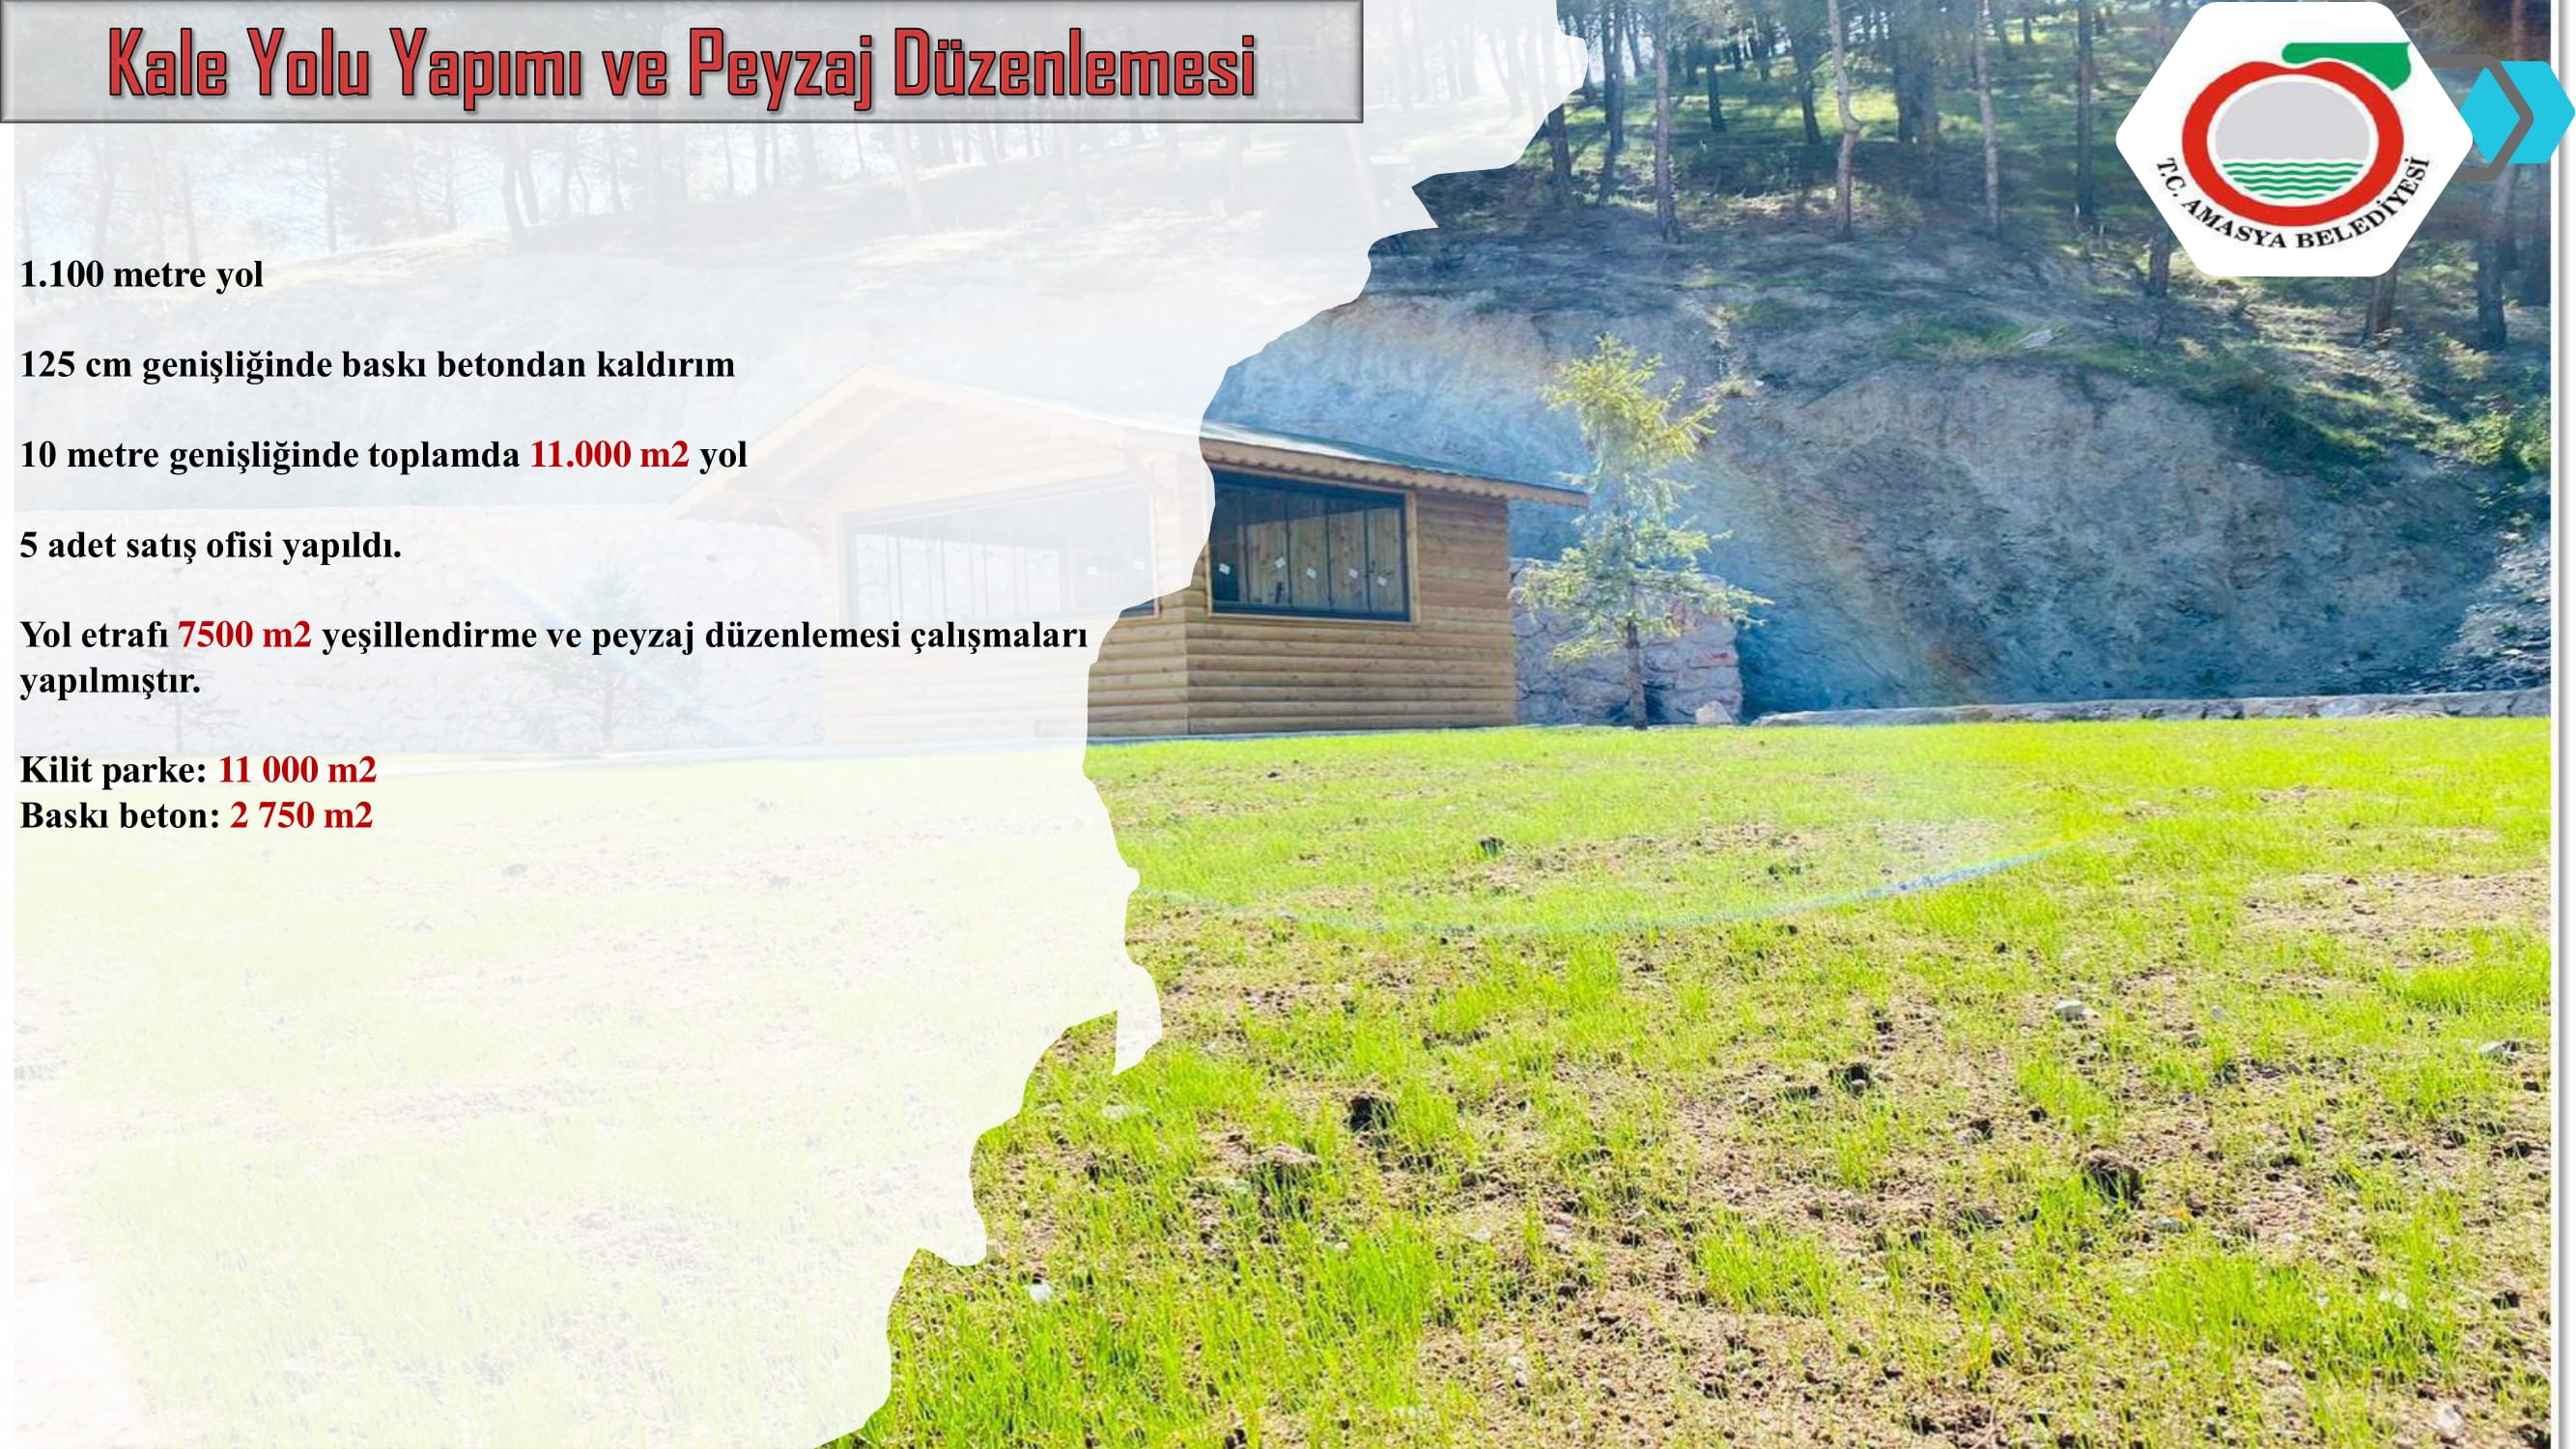 Kale Yolu Yapımı ve Peyzaj Düzenlemesi
T.C. AMASYA BELEDİYESİ
1.100 metre yol
125 cm genişliğinde baskı betondan kaldırım
10 metre genişliğinde toplamda 11.000 m2 yol
5 adet satış ofisi yapıldı.
Yol etrafı 7500 m2 yeşillendirme ve peyzaj düzenlemesi çalışmaları
yapılmıştır.
Kilit parke: 11 000 m2
Baskı beton: 2 750 m2